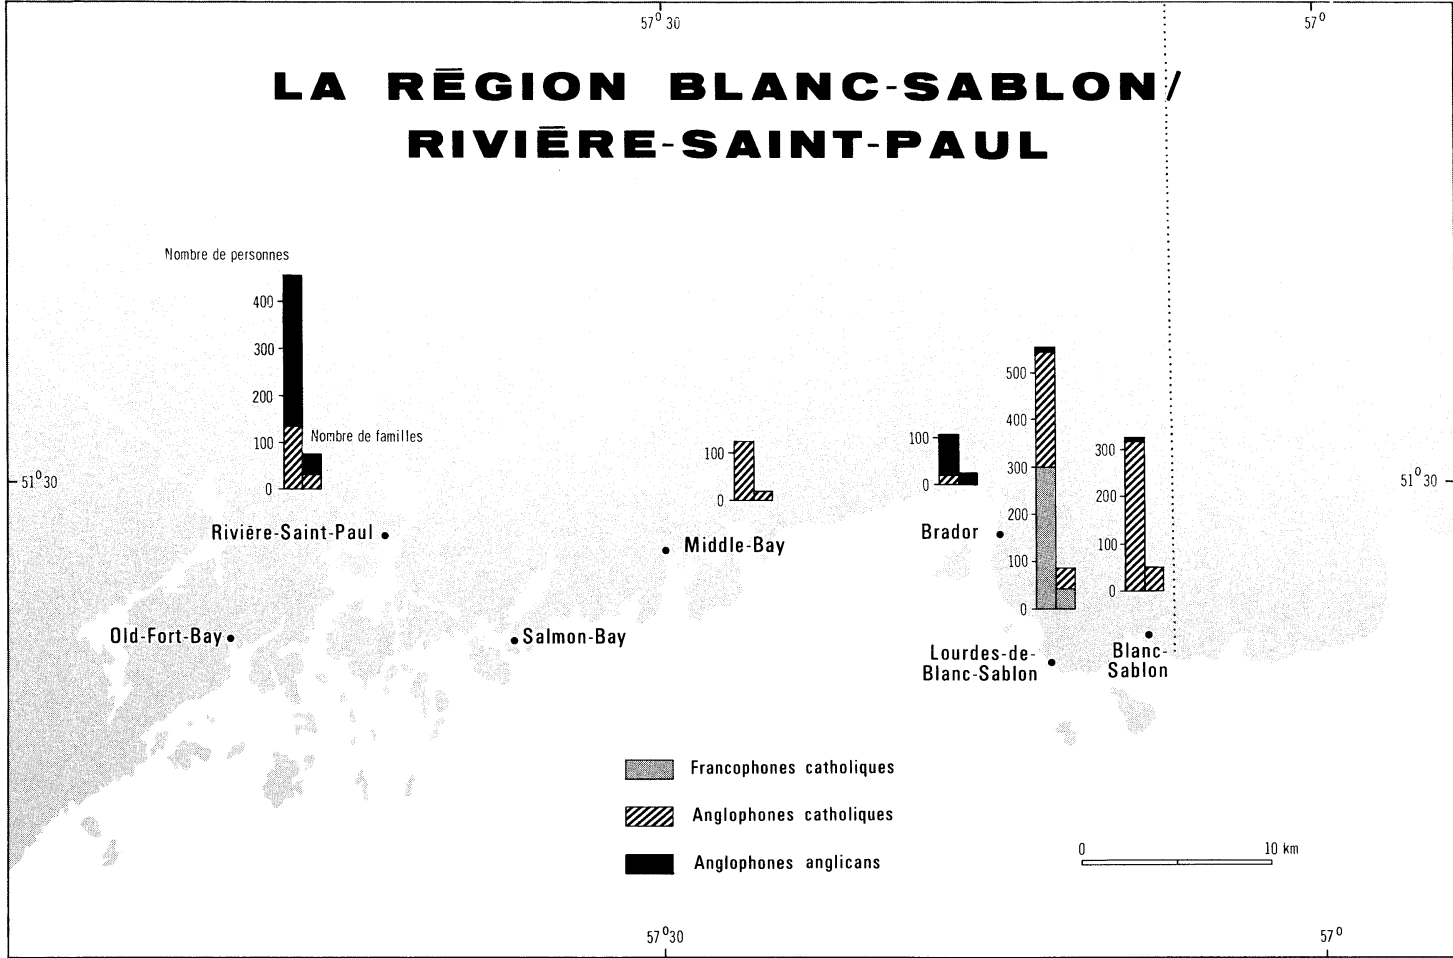 57° 30
57°
LA RĒGION BLANC-SABLON/
RIVIĒRE-SAINT-PAUL
Nombre de personnes
400
300
200
100
0
Nombre de familles
100
0
100
0
500
400
300
200
100
0
300
200
100
0
51° 30
51° 30
Rivière-Saint-Paul
Middle-Bay
Brador
Old-Fort-Bay
Salmon-Bay
Lourdes-de-
Blanc-Sablon
Blanc-
Sablon
Francophones catholiques
Anglophones catholiques
Anglophones anglicans
0
10 km
57° 30
57°